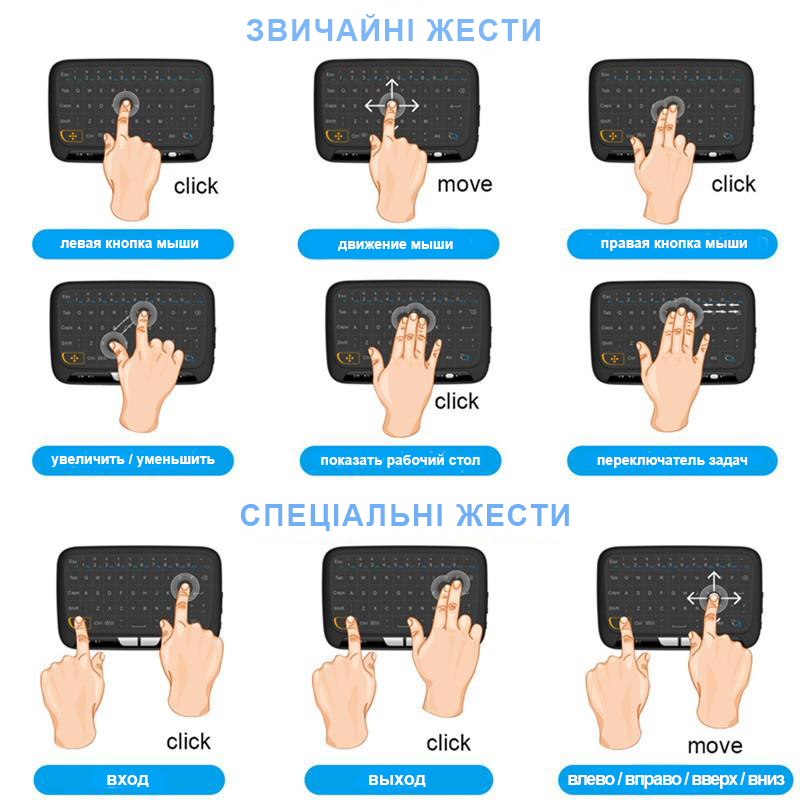 ЗВИЧАЙНІ ЖЕСТИ
click
move
click
левая кнопка мыши
движение мыши
правая кнопка мыши
click
увеличить / уменьшить
показать рабочий стол
переключатель задач
СПЕЦІАЛЬНІ ЖЕСТИ
click
click
move
вход
выход
влево / вправо / вверх / вниз